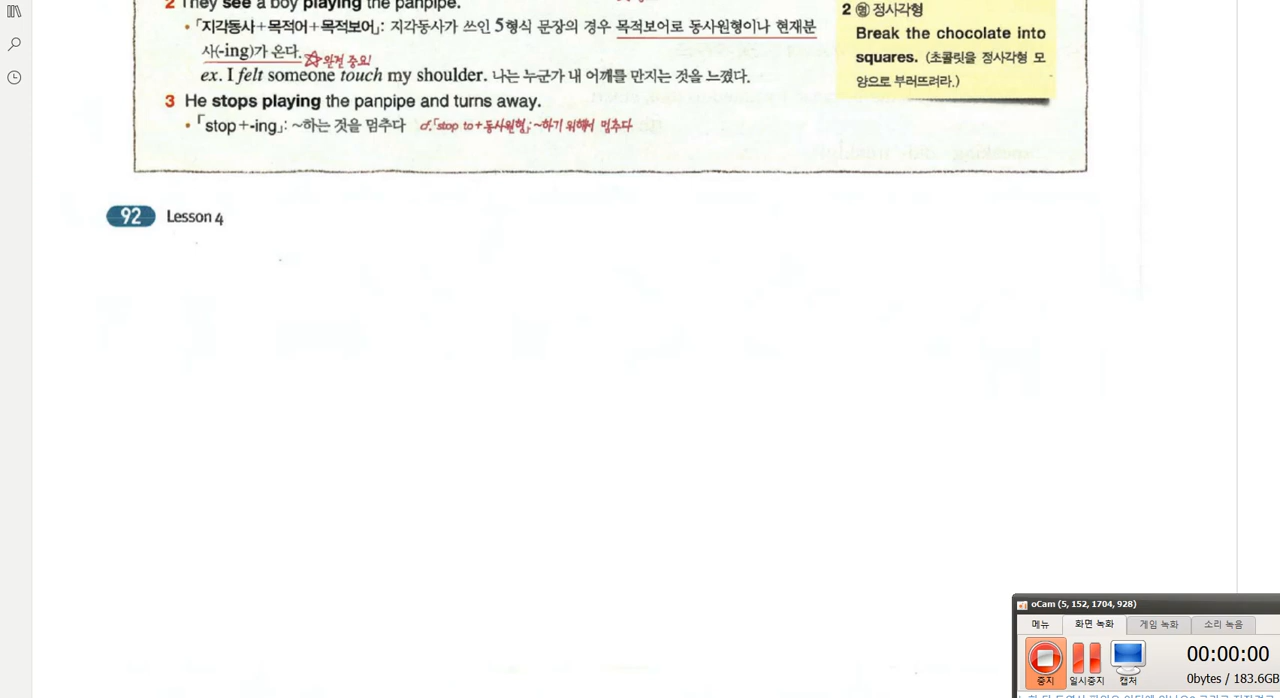 2 They see a boy playing the panpipe.
• 「지각동사+목적어+목적보어」: 지각동사가 쓰인 5형식 문장의 경우 목적보어로 동사원형이나 현재분
사(-ing)가 온다. ☆완전 중요!
ex. I felt someone touch my shoulder. 나는 누군가 내 어깨를 만지는 것을 느꼈다.
3 He stops playing the panpipe and turns away.
• 「stop+-ing」: ~하는 것을 멈추다 cf.「stop to+동사원형」: ~하기 위해서 멈추다
2 명 정사각형
Break the chocolate into
squares. (초콜릿을 정사각형 모
양으로 부러뜨려라.)
92 Lesson 4
oCam (5, 152, 1704, 928)
메뉴 화면 녹화 게임 녹화 소리 녹음
중지 일시중지 캡처
00:00:00
0bytes / 183.6GB